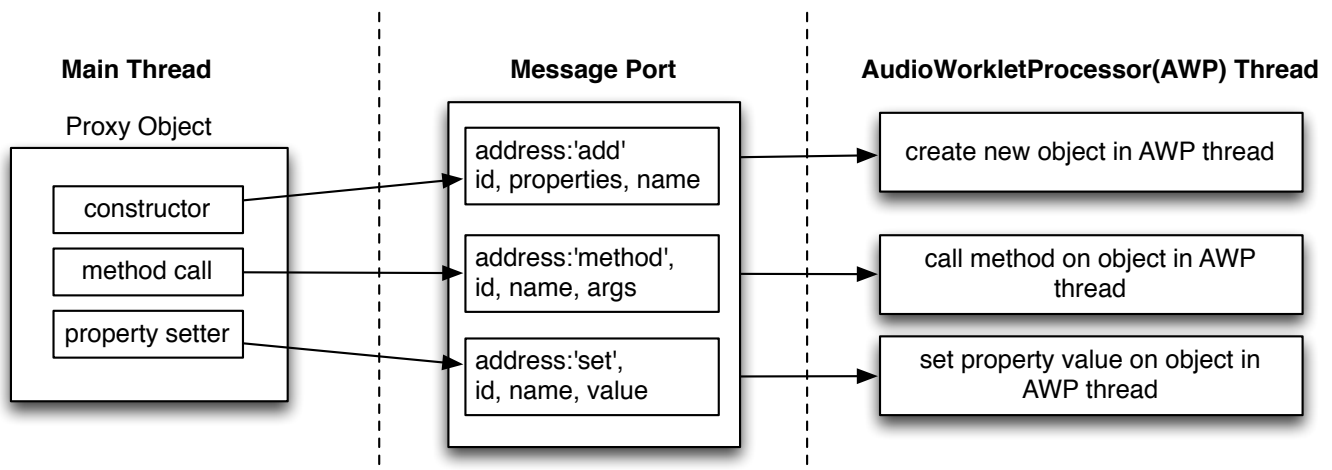 Main Thread
Proxy Object
constructor
method call
property setter
Message Port
address:'add'
id, properties, name
address:'method',
id, name, args
address:'set',
id, name, value
AudioWorkletProcessor(AWP) Thread
create new object in AWP thread
call method on object in AWP
thread
set property value on object in
AWP thread